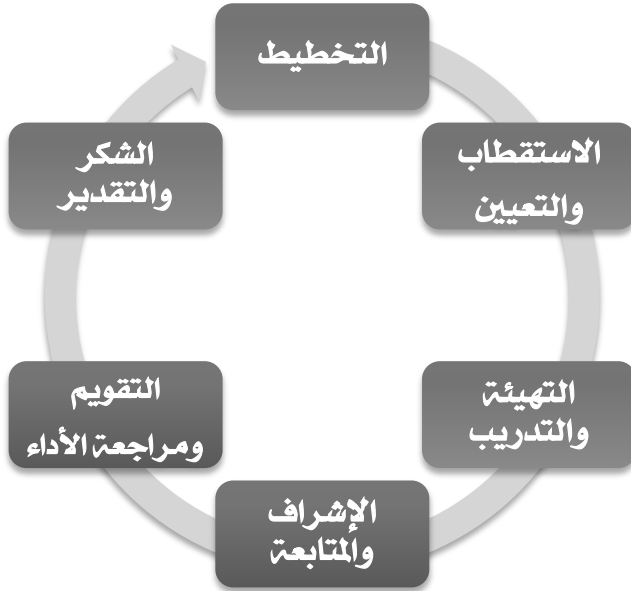 التخطيط
الاستقطاب
والتعيين
التهيئة
والتدريب
الإشراف
والمتابعة
التقويم
ومراجعة الأداء
الشكر
والتقدير